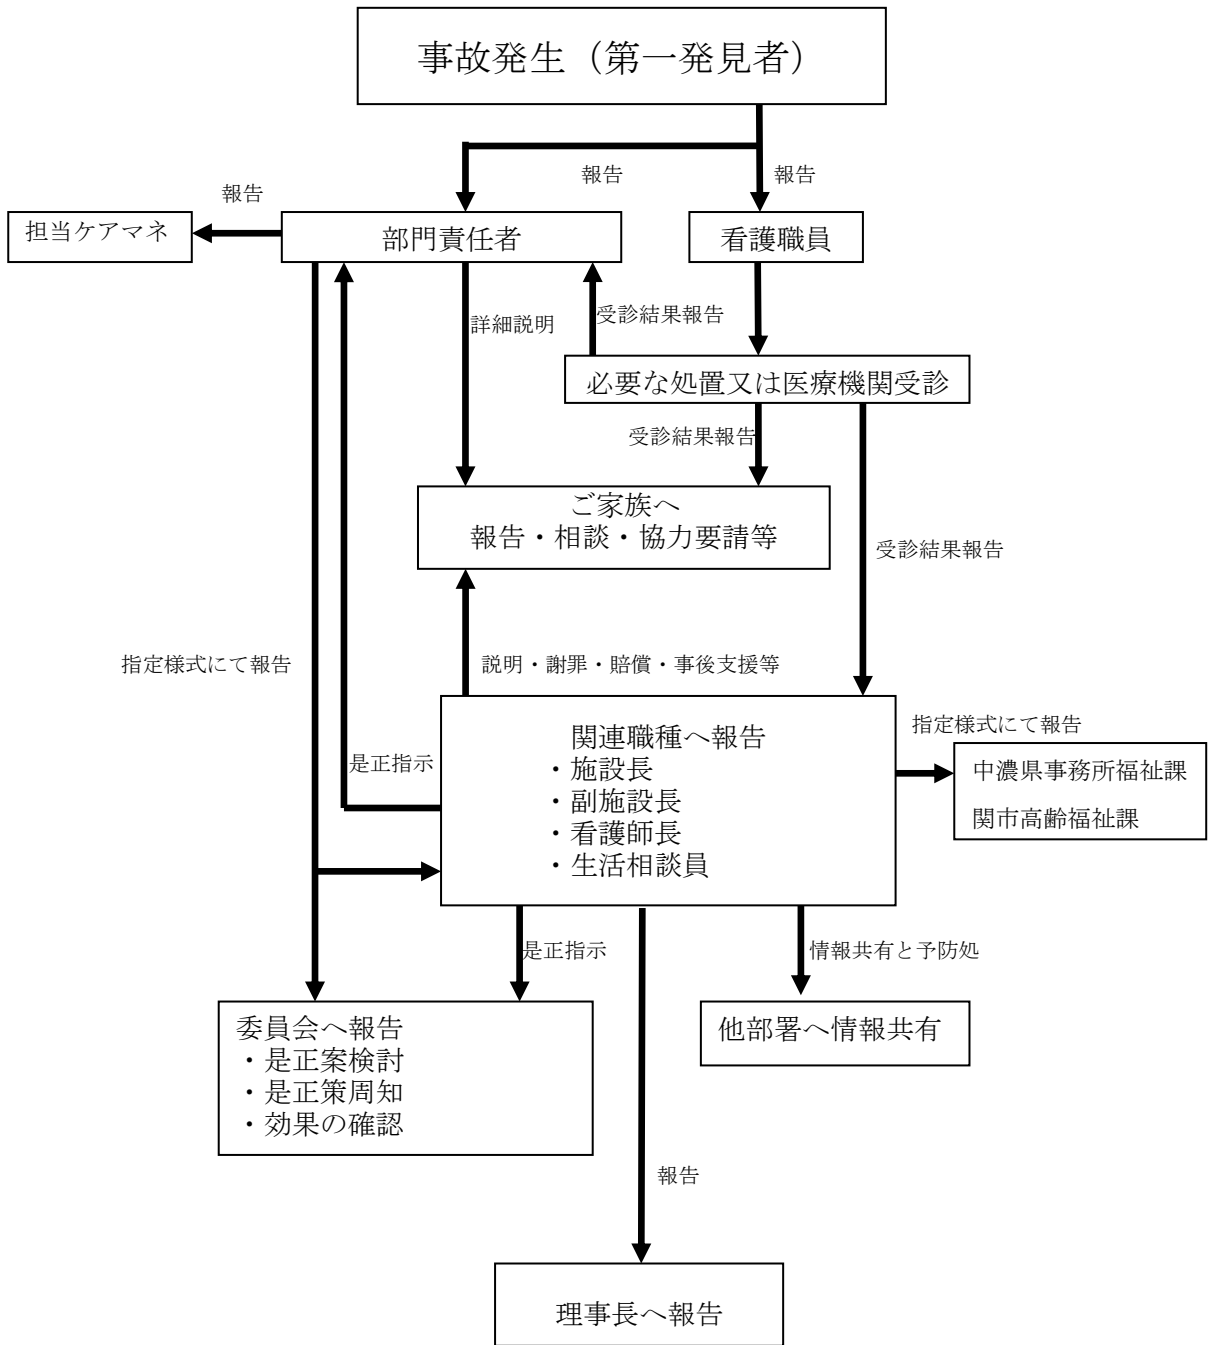 事故発生（第一発見者）
報告
報告
報告
担当ケアマネ
部門責任者
看護職員
詳細説明
受診結果報告
必要な処置又は医療機関受診
受診結果報告
ご家族へ
報告・相談・協力要請等
受診結果報告
指定様式にて報告
説明・謝罪・賠償・事後支援等
関連職種へ報告
・施設長
・副施設長
・看護師長
・生活相談員
是正指示
指定様式にて報告
中濃県事務所福祉課
関市高齢福祉課
是正指示
情報共有と予防処
委員会へ報告
・是正案検討
・是正策周知
・効果の確認
他部署へ情報共有
報告
理事長へ報告